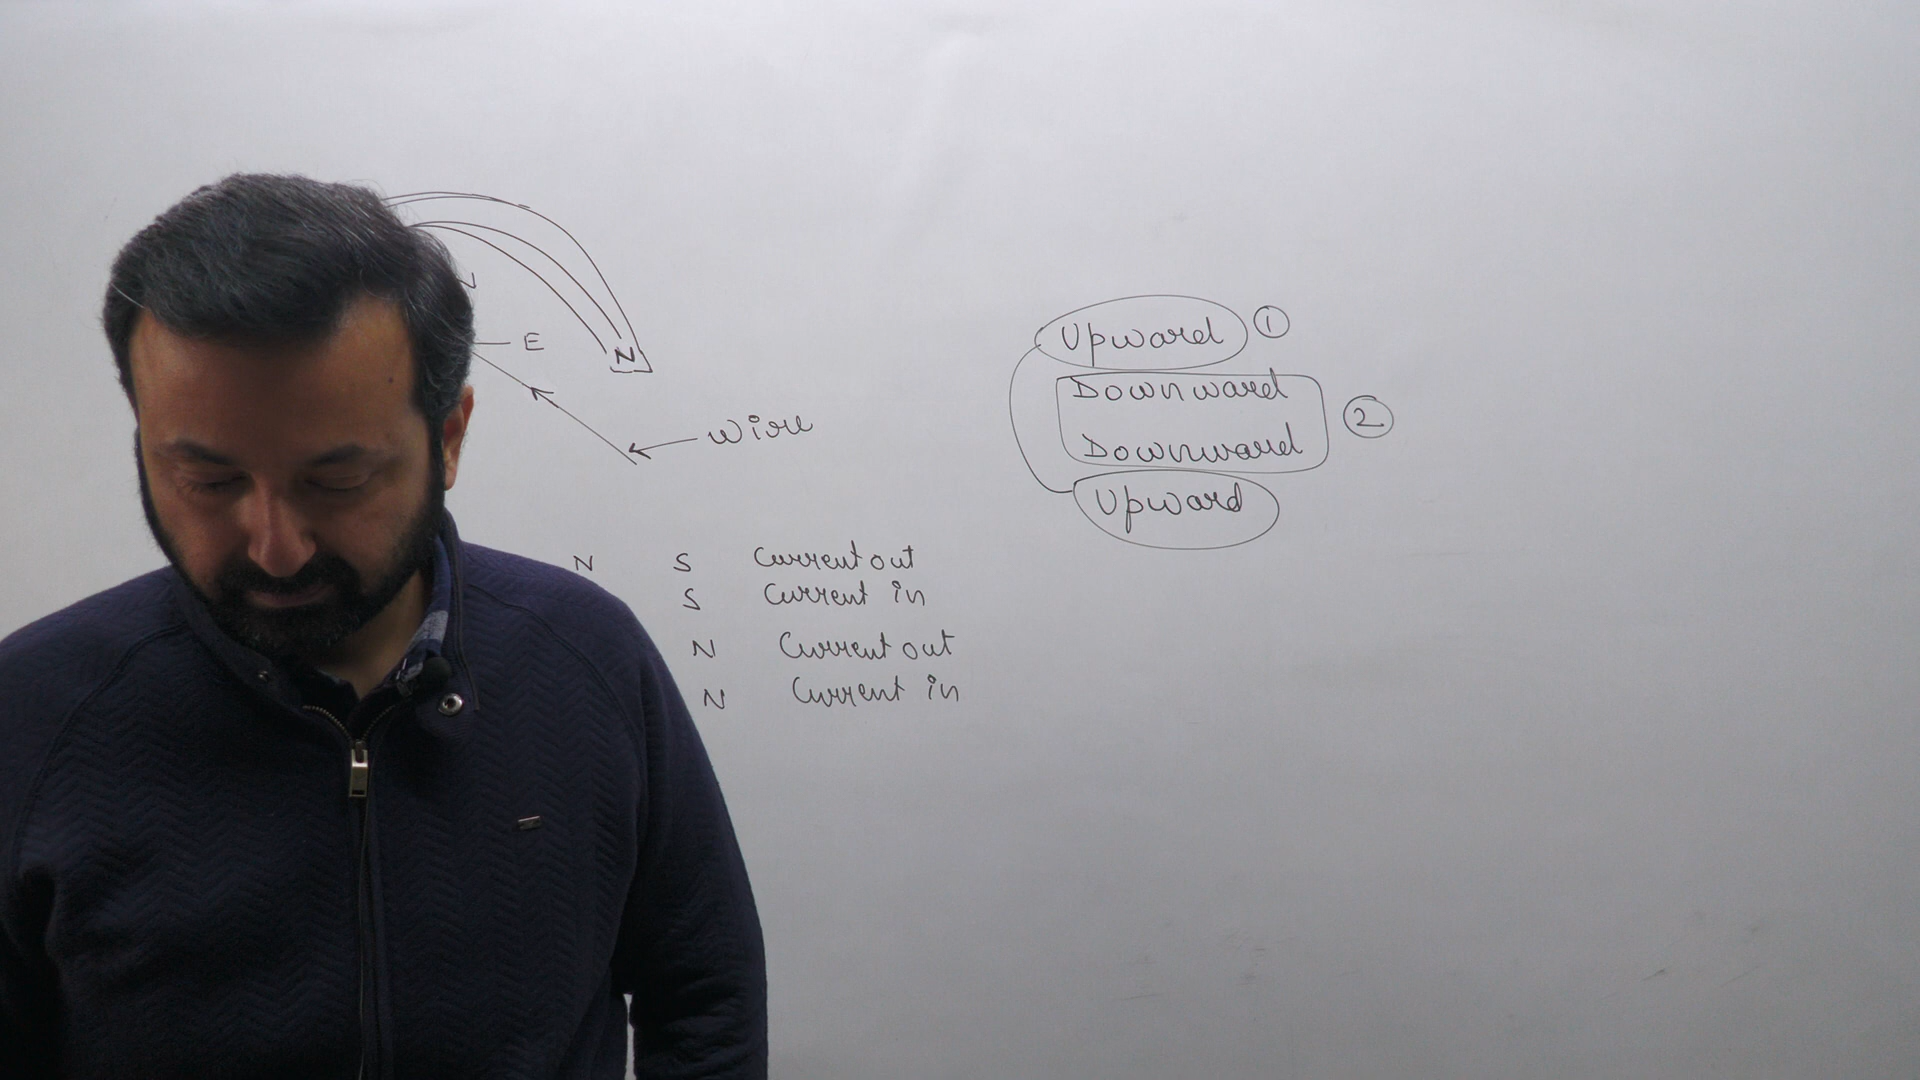 E
N
Wire
Upward ①
Downward
Downward ②
Upward
N S Current out
S Current in
N Current out
N Current in